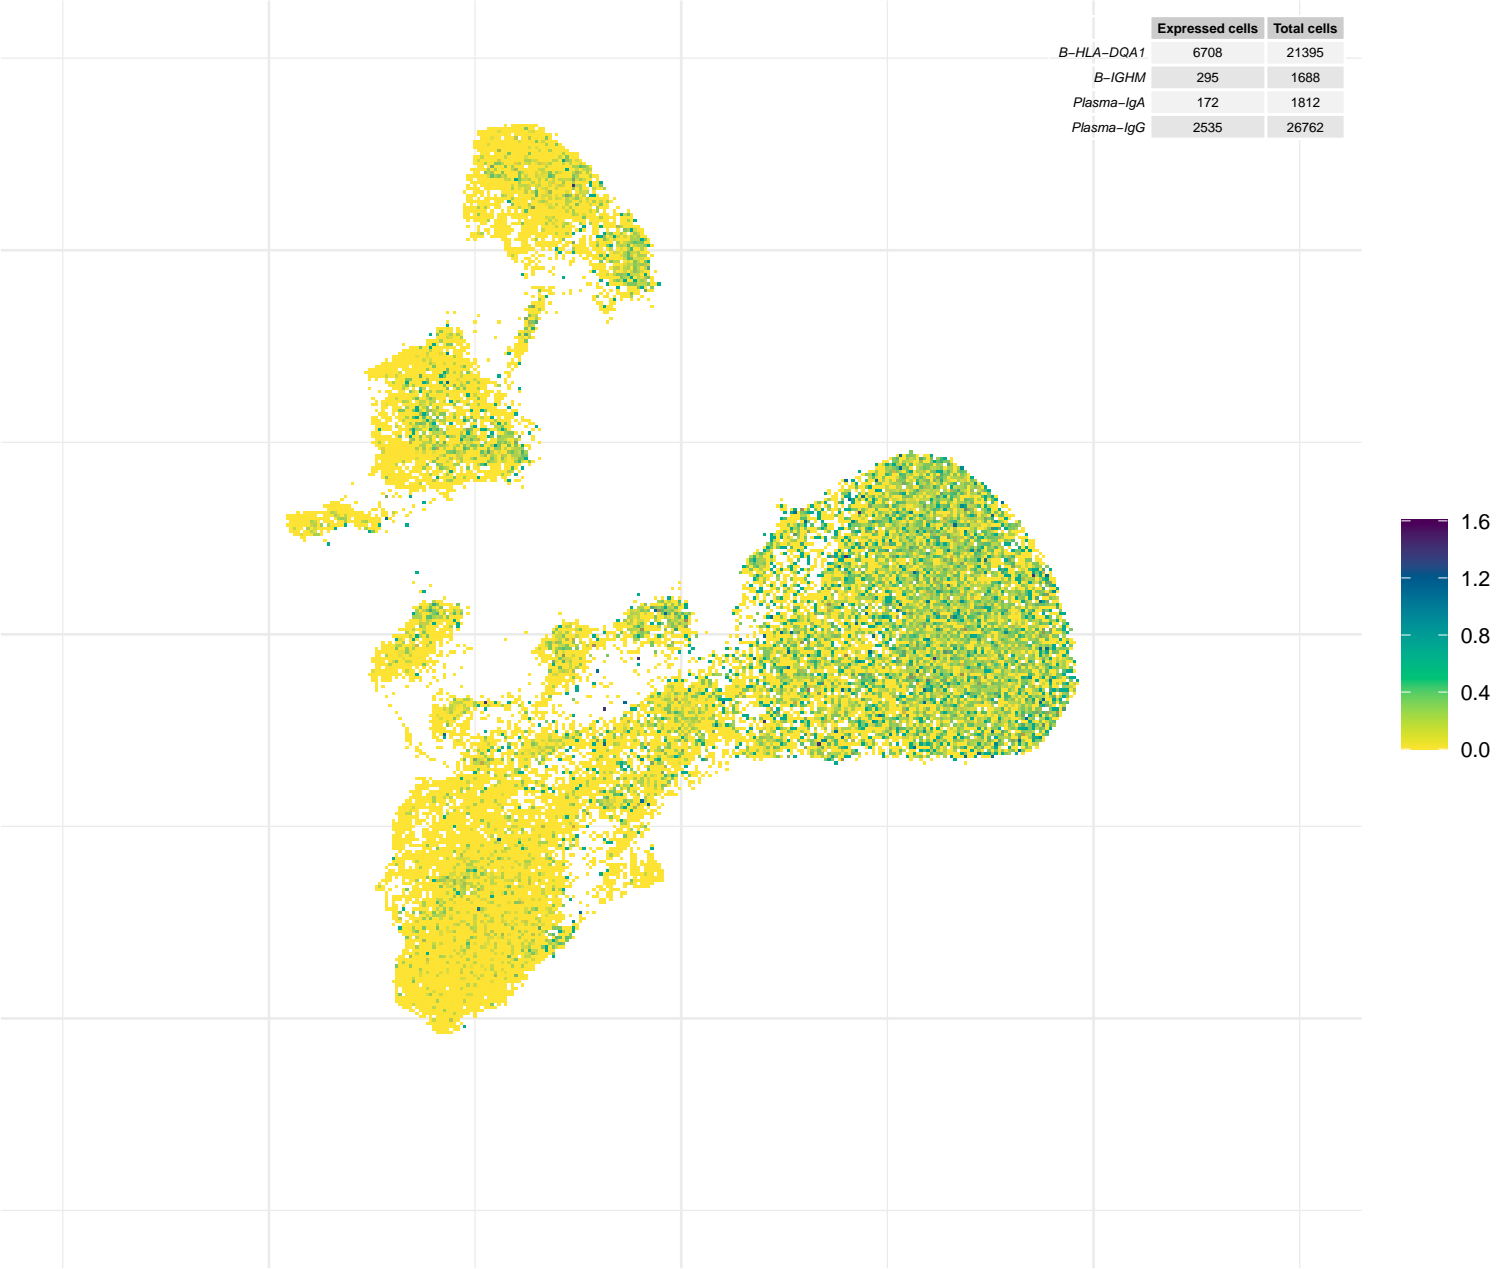 Expressed cells Total cells
B−HLA−DQA1 6708 21395
B−IGHM 295 1688
Plasma−IgA 172 1812
Plasma−IgG 2535 26762
1.6
1.2
0.8
0.4
0.0